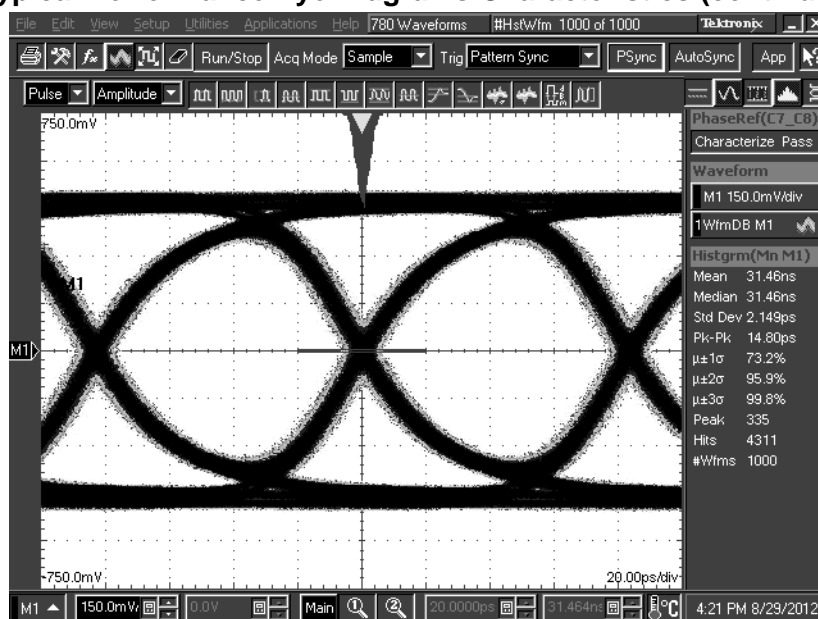 File Edit View Setup Utilities Applications Help 780 Waveforms #HstWfm 1000 of 1000 Tektronix
Run/Stop Acq Mode Sample Trig Pattern Sync PSync AutoSync App
Pulse Amplitude
750.0mV
PhaseRef(C7_C8)
Characterize Pass
Waveform
M1 150.0mV/div
1WfmDB M1
Histgrm(Mn M1)
Mean 31.46ns
Median 31.46ns
Std Dev 2.149ps
Pk-Pk 14.80ps
µ±1σ 73.2%
µ±2σ 95.9%
µ±3σ 99.8%
Peak 335
Hits 4311
#Wfms 1000
M1
M1
-750.0mV
20.00ps/div
M1 150.0mV 0.0V Main 20.0000ps 31.464n °C 4:21 PM 8/29/2012